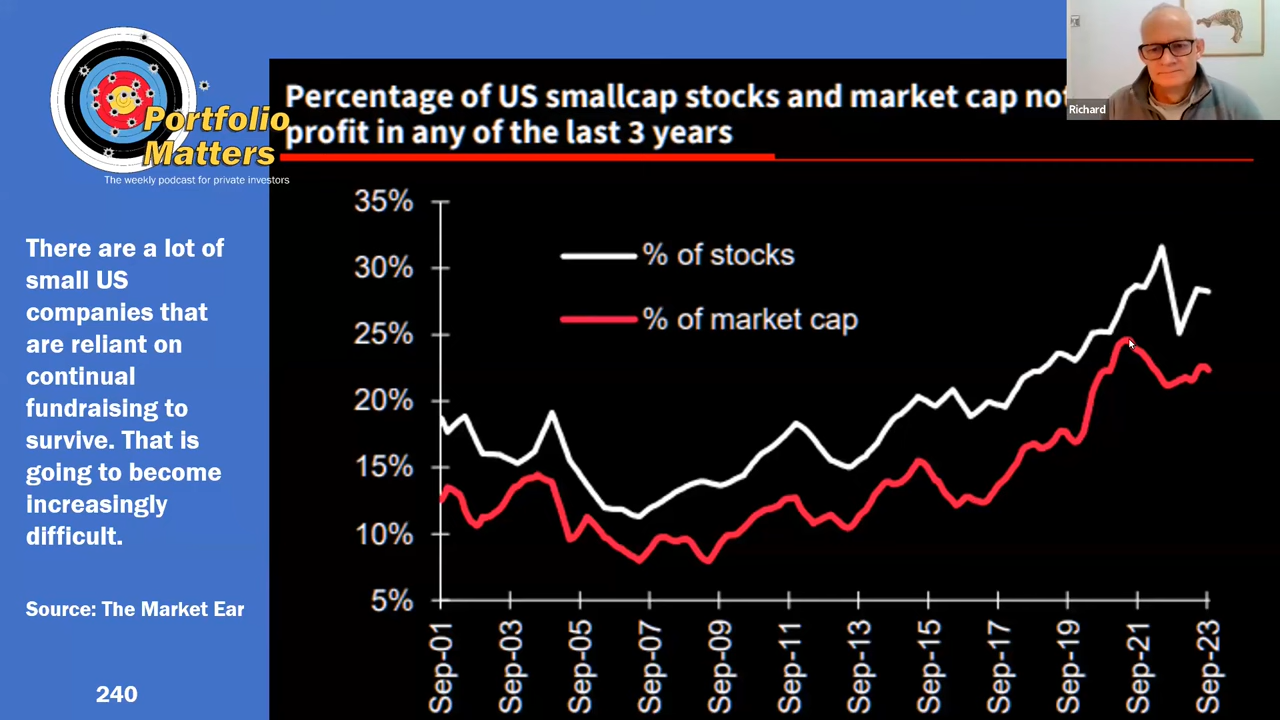 Portfolio
Matters
The weekly podcast for private investors
There are a lot of
small US
companies that
are reliant on
continual
fundraising to
survive. That is
going to become
increasingly
difficult.
Source: The Market Ear
240
Percentage of US smallcap stocks and market cap not
profit in any of the last 3 years
35%
30%
25%
20%
15%
10%
5%
% of stocks
% of market cap
Sep-01
Sep-03
Sep-05
Sep-07
Sep-09
Sep-11
Sep-13
Sep-15
Sep-17
Sep-19
Sep-21
Sep-23
Richard